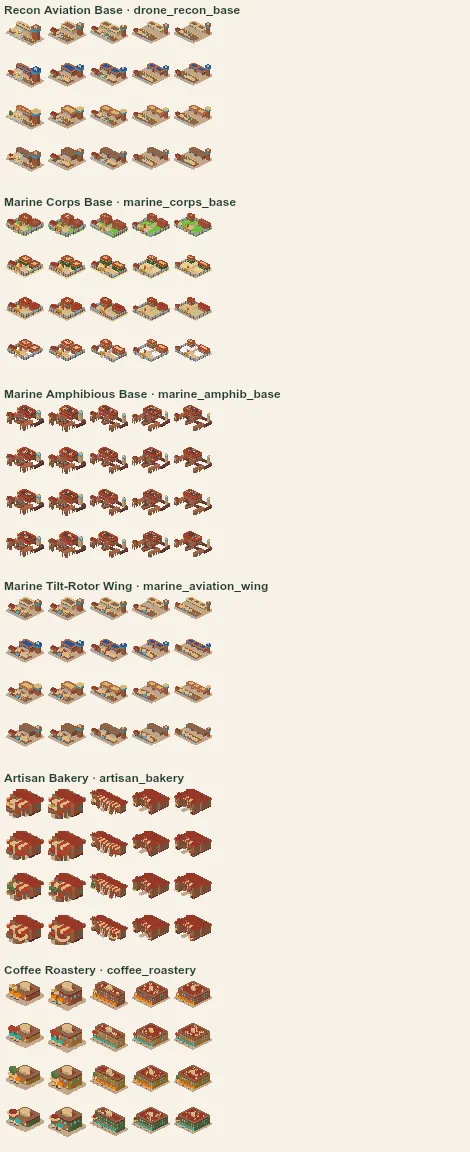 Recon Aviation Base · drone_recon_base
Marine Corps Base · marine_corps_base
Marine Amphibious Base · marine_amphib_base
Marine Tilt-Rotor Wing · marine_aviation_wing
Artisan Bakery · artisan_bakery
Coffee Roastery · coffee_roastery